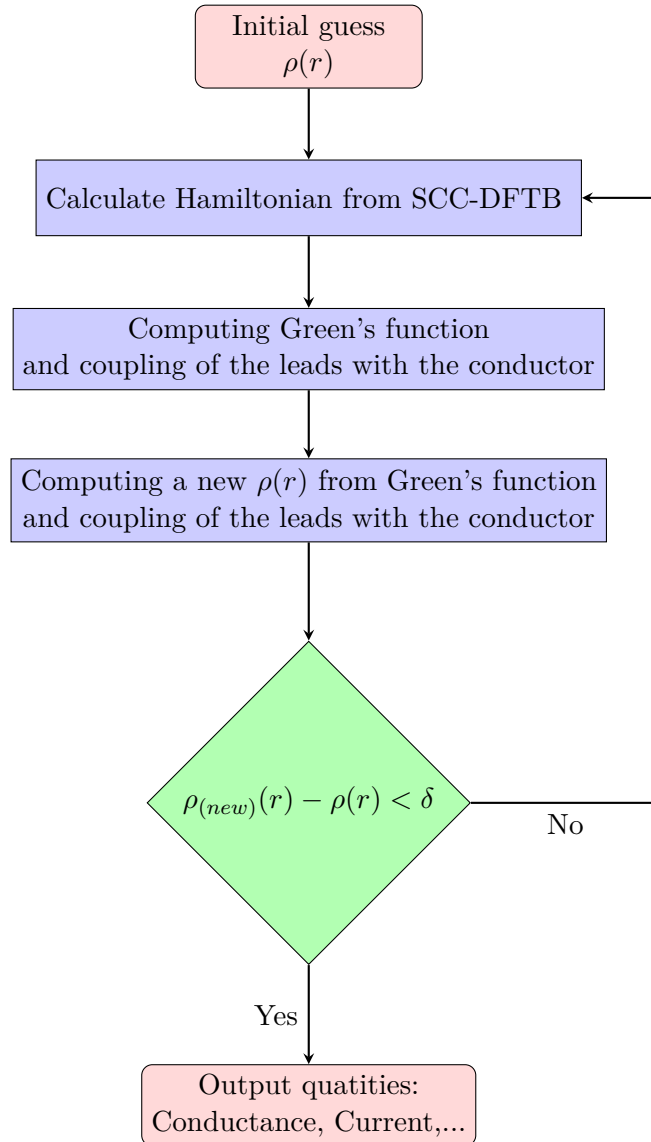 Initial guess
ρ(r)
Calculate Hamiltonian from SCC-DFTB
Computing Green's function
and coupling of the leads with the conductor
Computing a new ρ(r) from Green's function
and coupling of the leads with the conductor
ρ(new)(r) − ρ(r) < δ
No
Yes
Output quatities:
Conductance, Current,...